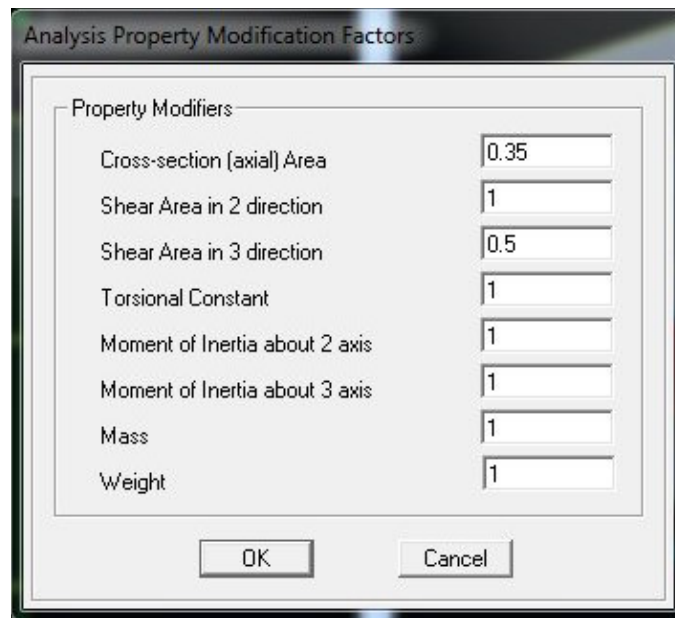 Analysis Property Modification Factors
Property Modifiers
Cross-section (axial) Area 0.35
Shear Area in 2 direction 1
Shear Area in 3 direction 0.5
Torsional Constant 1
Moment of Inertia about 2 axis 1
Moment of Inertia about 3 axis 1
Mass 1
Weight 1
OK Cancel